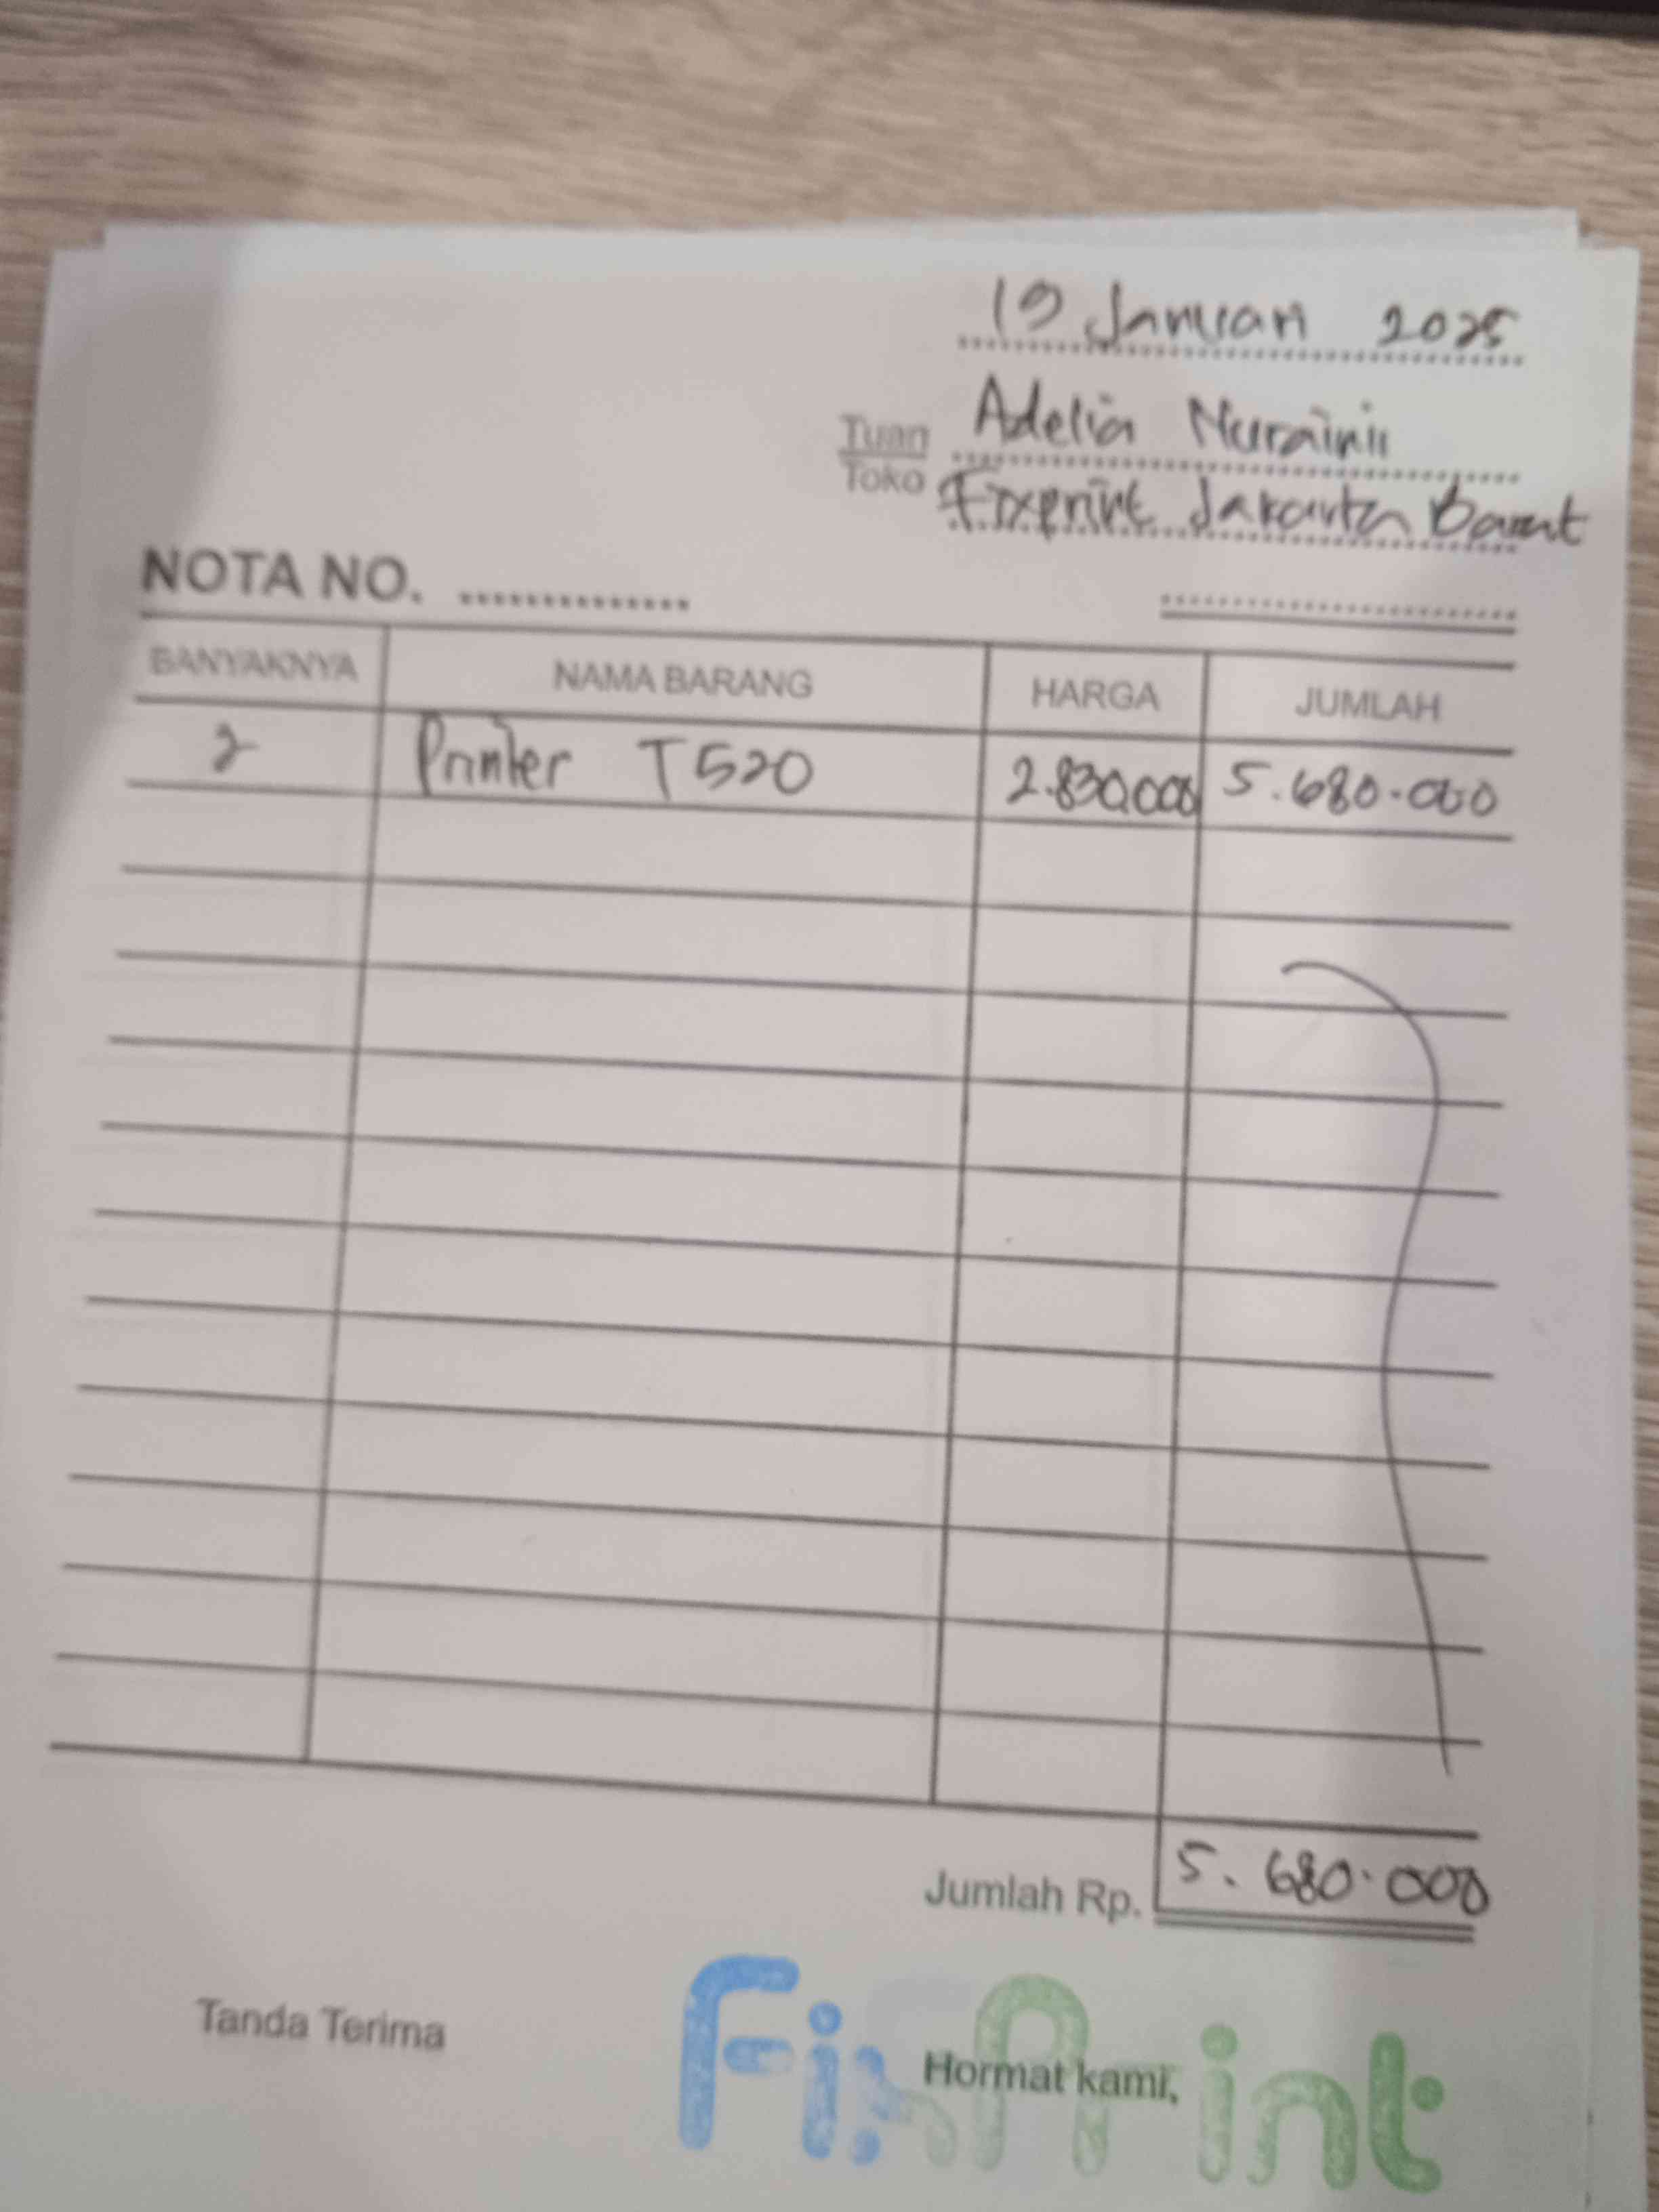 19 Januari 2025
Tuan Adelia Nurainii
Toko Fixprint Jakarta Barat
NOTA NO. ..............
BANYAKNYA NAMA BARANG HARGA JUMLAH
2 Printer T520 2.830.000 5.680.000
Jumlah Rp. 5.680.000
Tanda Terima Hormat kami,
FixPrint